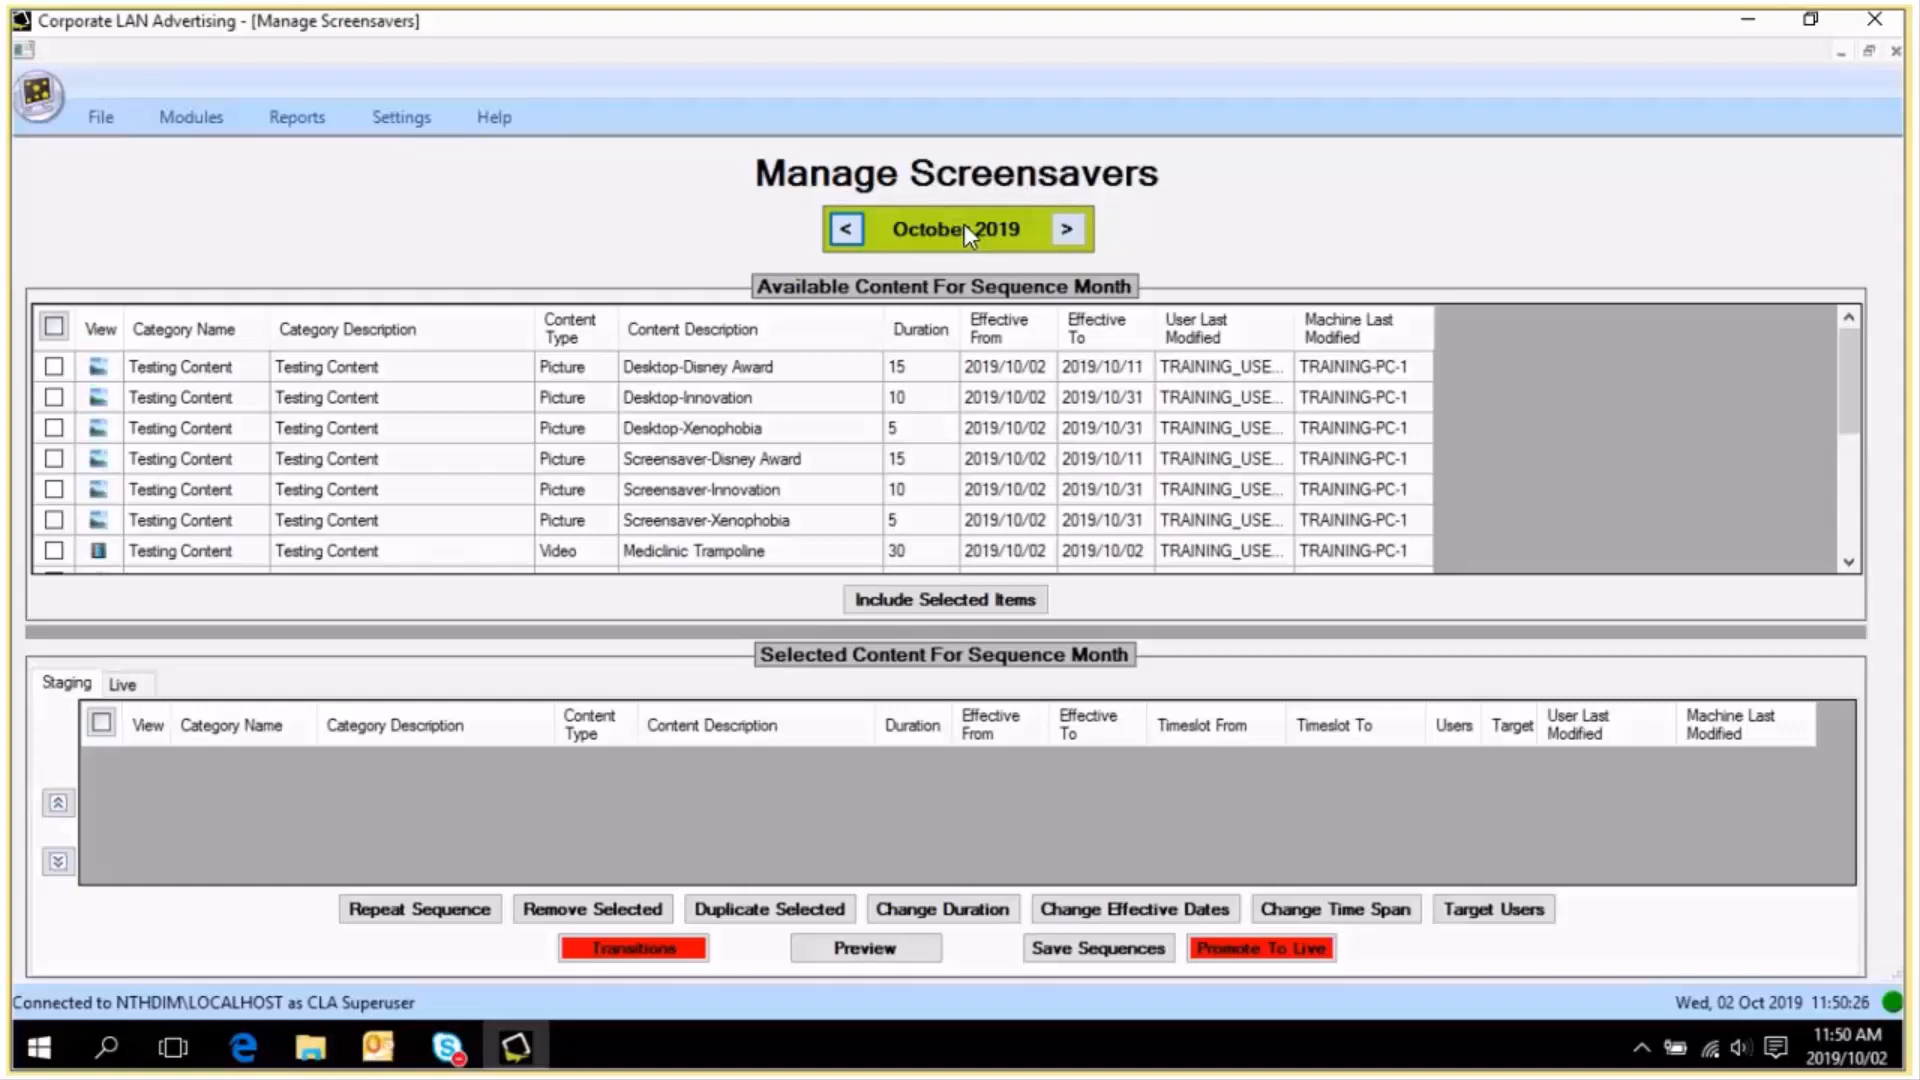 Corporate LAN Advertising - [Manage Screensavers]
File Modules Reports Settings Help
Manage Screensavers
< October 2019 >
Available Content For Sequence Month
View Category Name Category Description Content Type Content Description Duration Effective From Effective To User Last Modified Machine Last Modified
Testing Content Testing Content Picture Desktop-Disney Award 15 2019/10/02 2019/10/11 TRAINING_USE... TRAINING-PC-1
Testing Content Testing Content Picture Desktop-Innovation 10 2019/10/02 2019/10/31 TRAINING_USE... TRAINING-PC-1
Testing Content Testing Content Picture Desktop-Xenophobia 5 2019/10/02 2019/10/31 TRAINING_USE... TRAINING-PC-1
Testing Content Testing Content Picture Screensaver-Disney Award 15 2019/10/02 2019/10/11 TRAINING_USE... TRAINING-PC-1
Testing Content Testing Content Picture Screensaver-Innovation 10 2019/10/02 2019/10/31 TRAINING_USE... TRAINING-PC-1
Testing Content Testing Content Picture Screensaver-Xenophobia 5 2019/10/02 2019/10/31 TRAINING_USE... TRAINING-PC-1
Testing Content Testing Content Video Mediclinic Trampoline 30 2019/10/02 2019/10/02 TRAINING_USE... TRAINING-PC-1
Include Selected Items
Selected Content For Sequence Month
Staging Live
View Category Name Category Description Content Type Content Description Duration Effective From Effective To Timeslot From Timeslot To Users Target User Last Modified Machine Last Modified
Repeat Sequence Remove Selected Duplicate Selected Change Duration Change Effective Dates Change Time Span Target Users
Transitions Preview Save Sequences Promote To Live
Connected to NTHDIM\LOCALHOST as CLA Superuser Wed, 02 Oct 2019 11:50:26
11:50 AM
2019/10/02